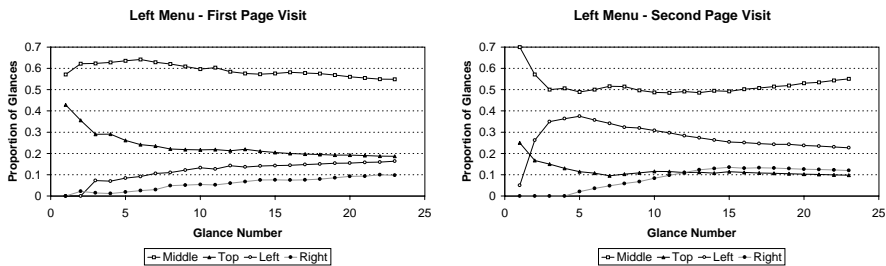 Left Menu - First Page Visit
Proportion of Glances
0.7
0.6
0.5
0.4
0.3
0.2
0.1
0
0 5 10 15 20 25
Glance Number
Middle Top Left Right
Left Menu - Second Page Visit
Proportion of Glances
0.7
0.6
0.5
0.4
0.3
0.2
0.1
0
0 5 10 15 20 25
Glance Number
Middle Top Left Right